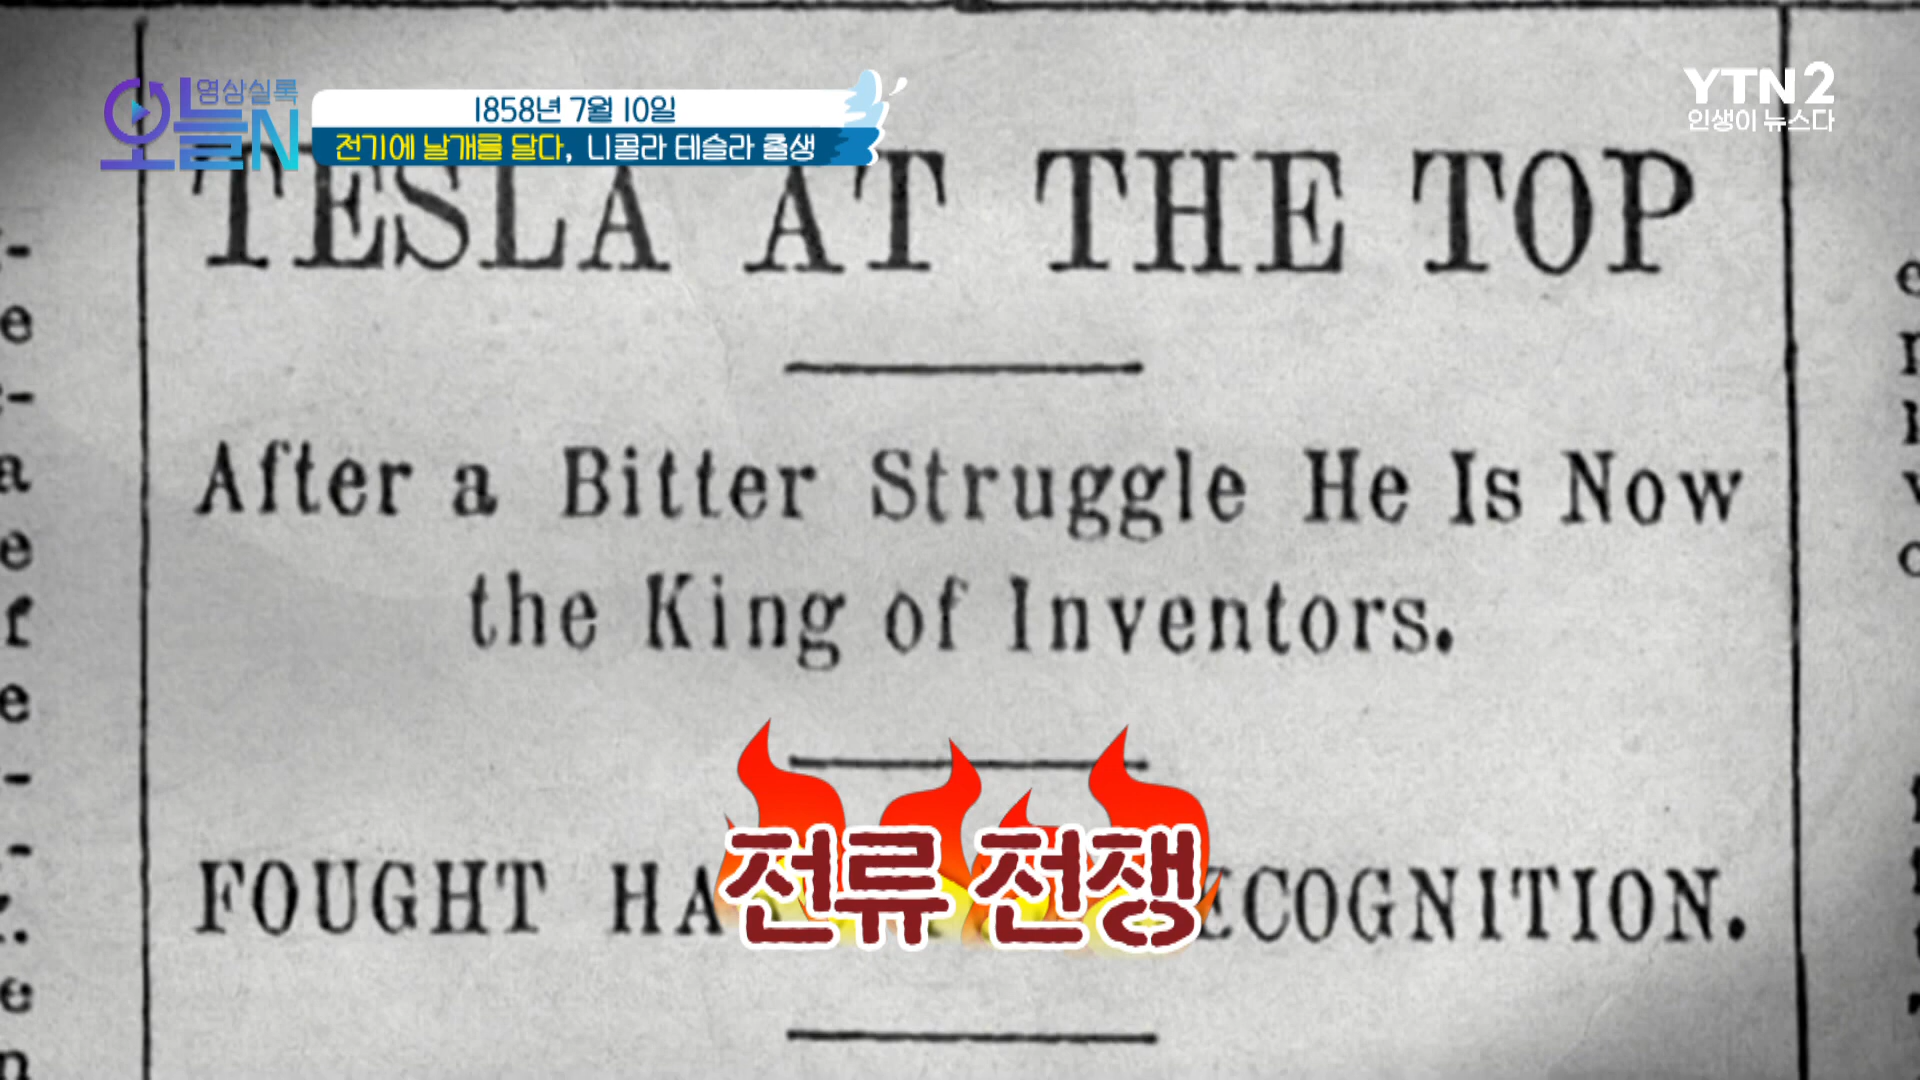 영상실록
오늘N
1858년 7월 10일
전기에 날개를 달다, 니콜라 테슬라 출생
YTN2
인생이 뉴스다
TESLA AT THE TOP
After a Bitter Struggle He Is Now
the King of Inventors.
전류 전쟁
FOUGHT HA ECOGNITION.